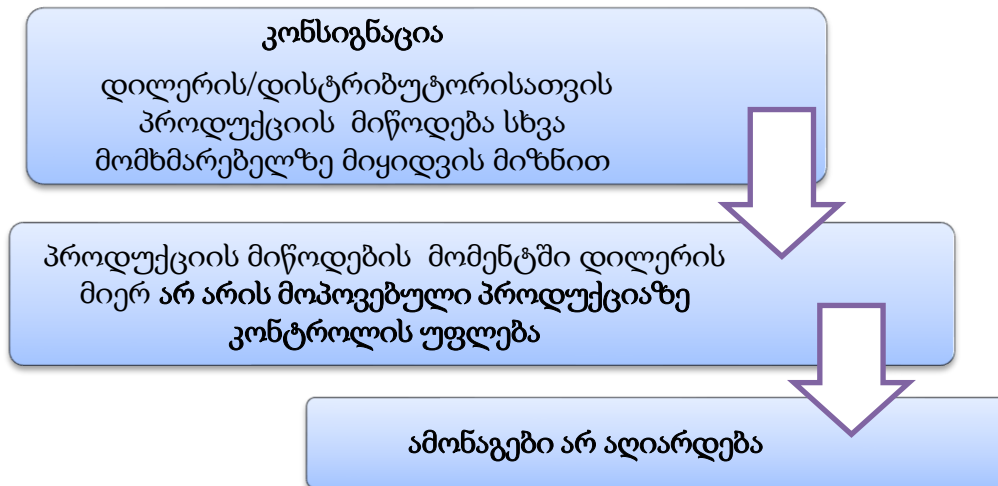 კონსიგნაცია
დილერის/დისტრიბუტორისათვის
პროდუქციის მიწოდება სხვა
მომხმარებელზე მიყიდვის მიზნით
პროდუქციის მიწოდების მომენტში დილერის
მიერ არ არის მოპოვებული პროდუქციაზე
კონტროლის უფლება
ამონაგები არ აღიარდება